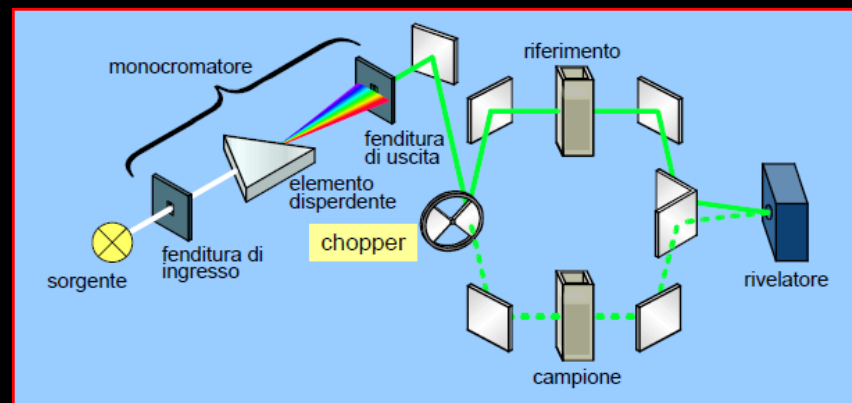 monocromatore
riferimento
fenditura
di uscita
elemento
disperdente
chopper
fenditura di
ingresso
sorgente
rivelatore
campione